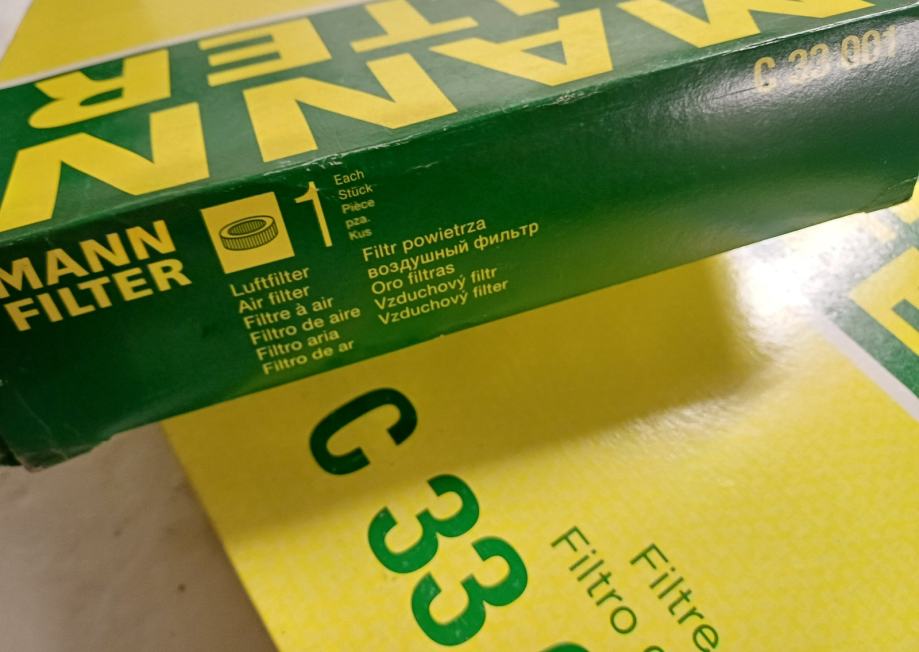 MANN
FILTER
C 33 001
MANN
FILTER
1
Each
Stück
Pièce
pza.
Kus
Luftfilter
Air filter
Filtre à air
Filtro de aire
Filtro aria
Filtro de ar
Filtr powietrza
воздушный фильтр
Oro filtras
Vzduchový filtr
Vzduchový filter
C 33
Filtre
Filtro